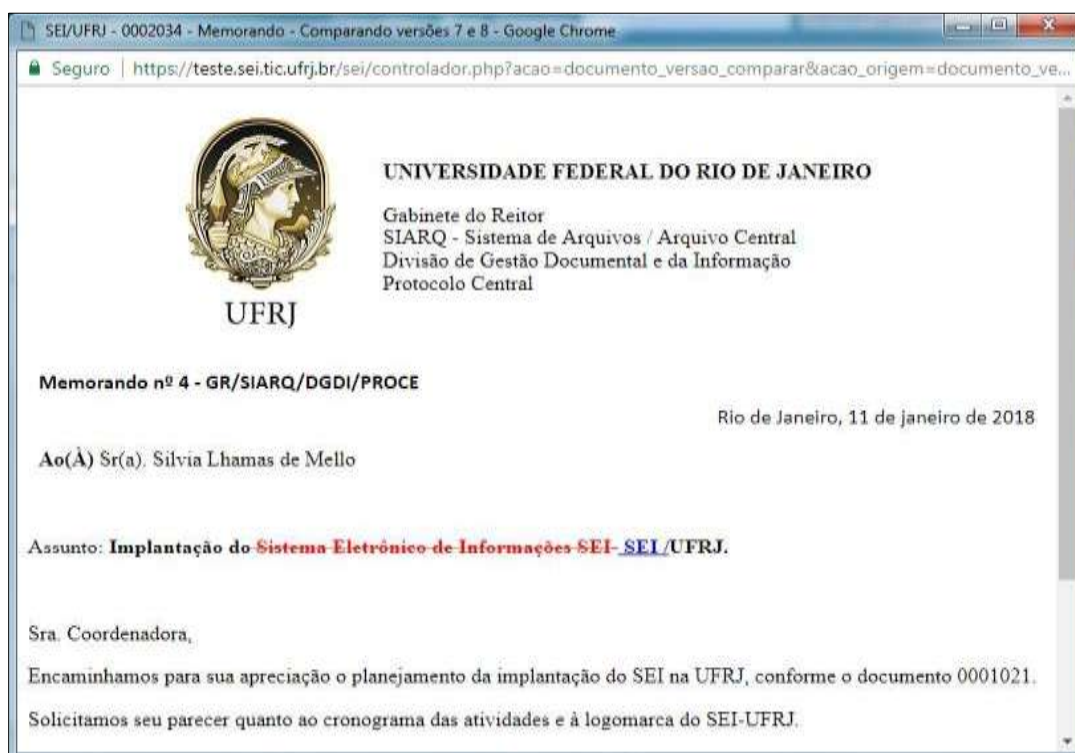 SEI/UFRJ - 0002034 - Memorando - Comparando versões 7 e 8 - Google Chrome
Seguro | https://teste.sei.tic.ufrj.br/sei/controlador.php?acao=documento_versao_comparar&acao_origem=documento_ve...
UNIVERSIDADE FEDERAL DO RIO DE JANEIRO
Gabinete do Reitor
SIARQ - Sistema de Arquivos / Arquivo Central
Divisão de Gestão Documental e da Informação
Protocolo Central
UFRJ
Memorando nº 4 - GR/SIARQ/DGDI/PROCE
Rio de Janeiro, 11 de janeiro de 2018
Ao(À) Sr(a). Silvia Lhamas de Mello
Assunto: Implantação do Sistema Eletrônico de Informações SEI- SEI /UFRJ.
Sra. Coordenadora,
Encaminhamos para sua apreciação o planejamento da implantação do SEI na UFRJ, conforme o documento 0001021.
Solicitamos seu parecer quanto ao cronograma das atividades e à logomarca do SEI-UFRJ.